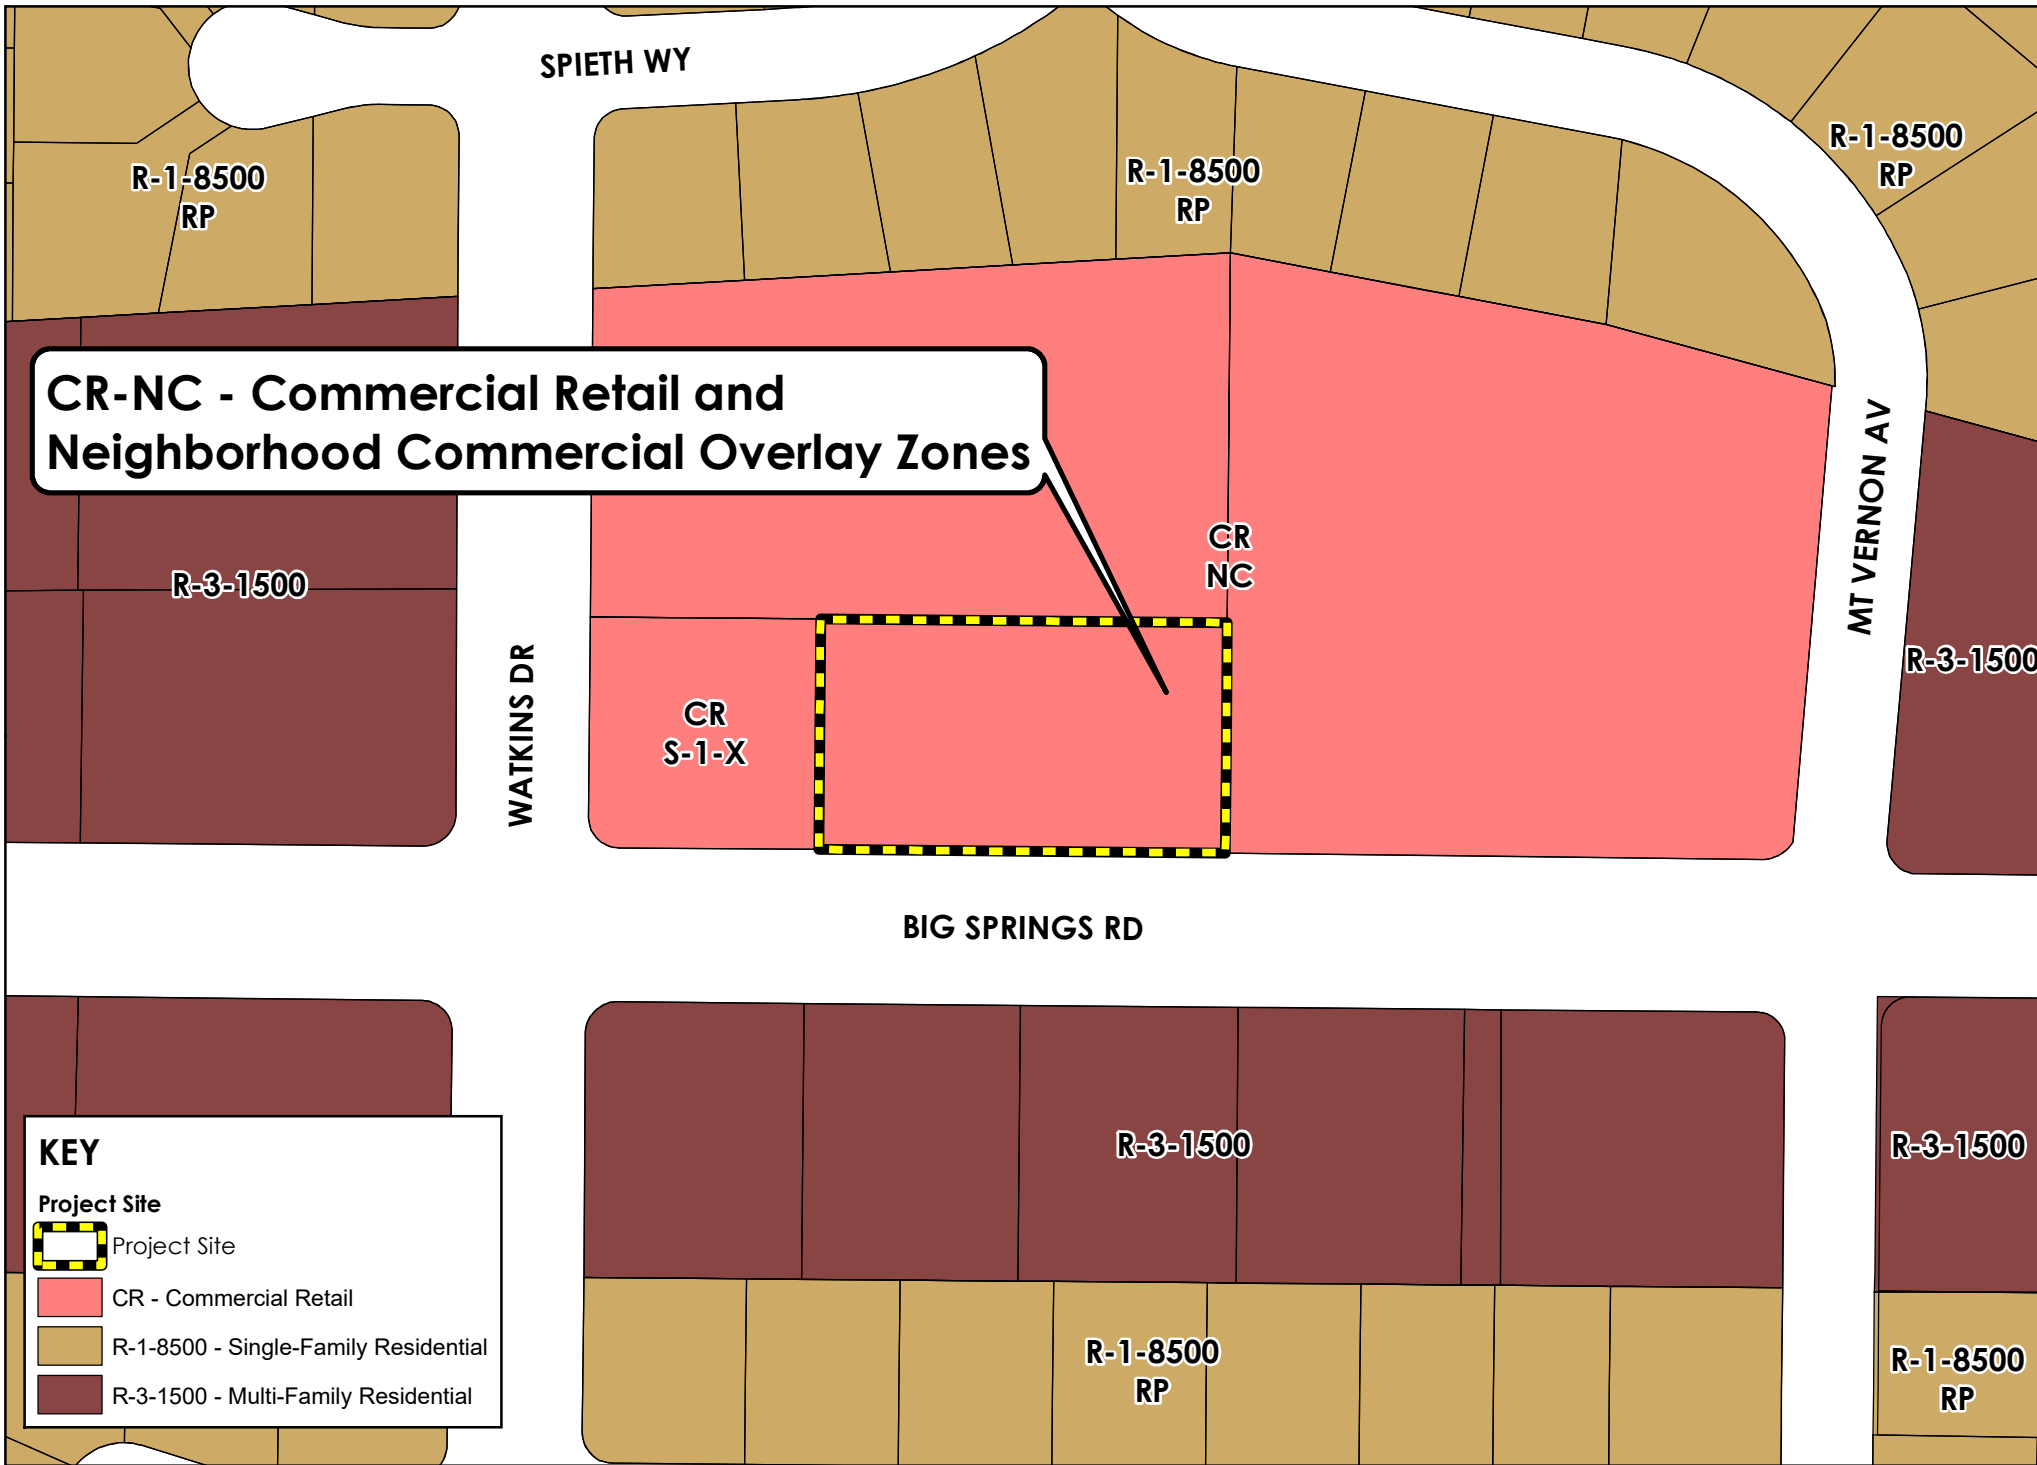 SPIETH WY
R-1-8500
RP
R-1-8500
RP
R-1-8500
RP
CR-NC - Commercial Retail and
Neighborhood Commercial Overlay Zones
MT VERNON AV
CR
NC
R-3-1500
R-3-1500
WATKINS DR
CR
S-1-X
BIG SPRINGS RD
R-3-1500
R-3-1500
R-1-8500
RP
R-1-8500
RP
KEY
Project Site
Project Site
CR - Commercial Retail
R-1-8500 - Single-Family Residential
R-3-1500 - Multi-Family Residential